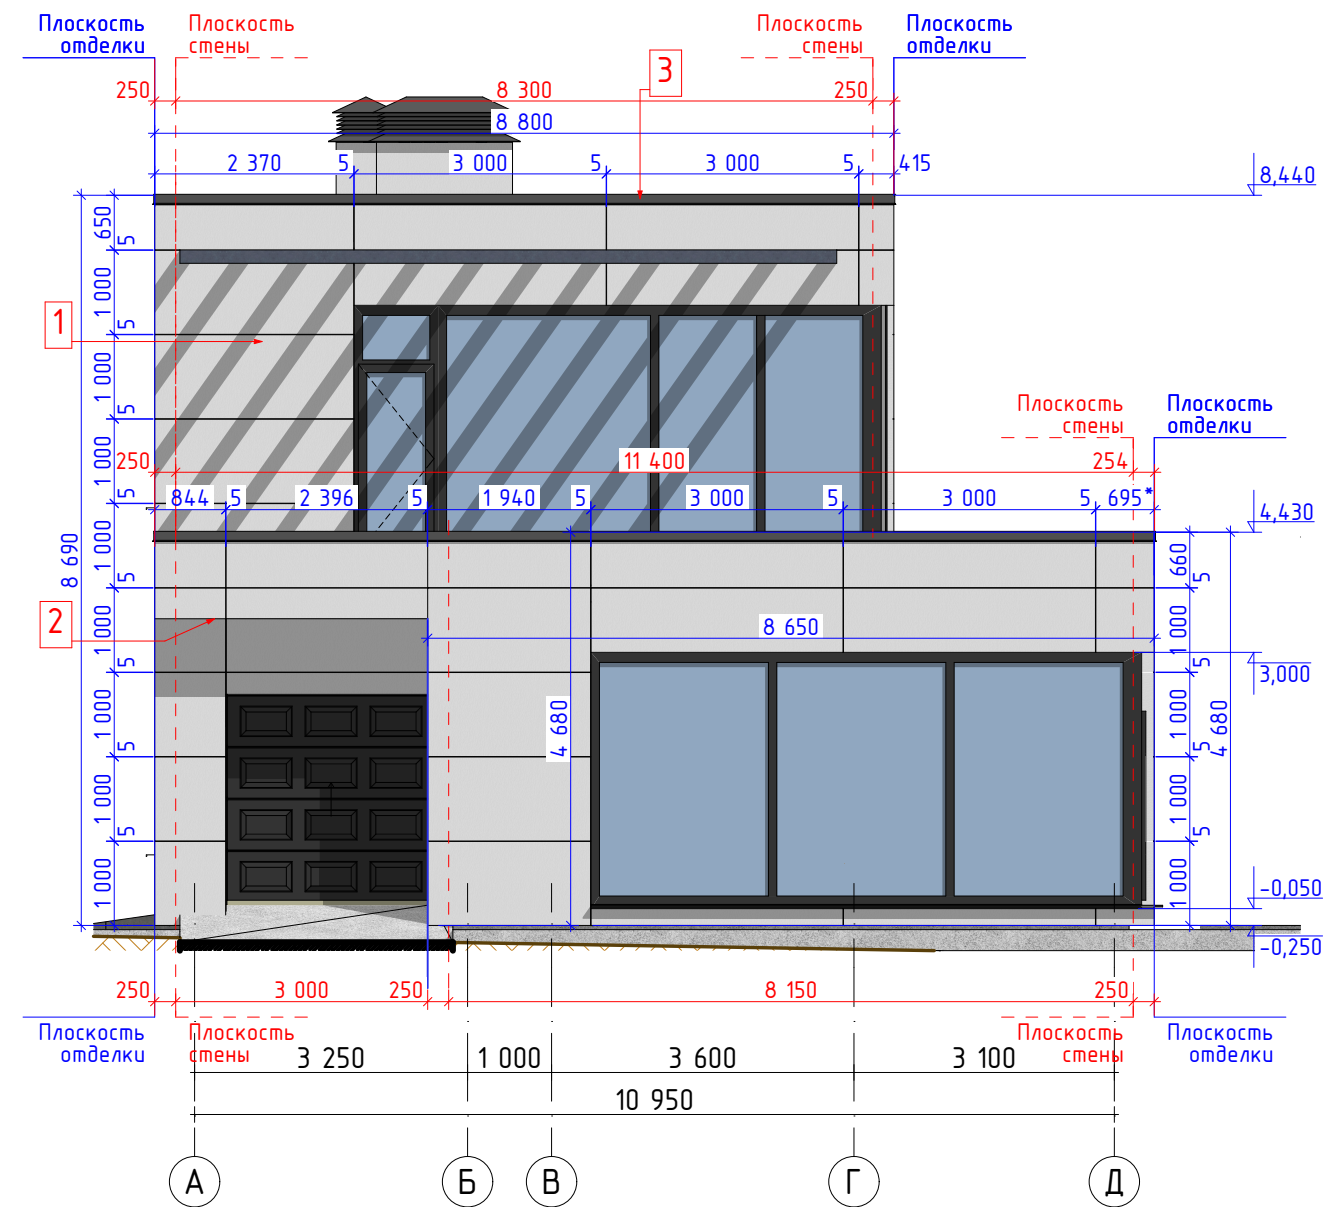 Плоскость
отделки
Плоскость
стены
Плоскость
стены
Плоскость
отделки
3
250
8 300
250
8 800
2 370
5
3 000
5
3 000
5
415
8,440
650
5
1 000
5
1 000
5
1 000
5
1 000
5
1 000
5
1 000
5
1 000
5
1 000
8 690
1
2
Плоскость
стены
Плоскость
отделки
250
11 400
254
844
5
2 396
5
1 940
5
3 000
5
3 000
5
695*
4,430
660
5
1 000
5
1 000
5
1 000
5
1 000
4 680
8 650
4 680
3,000
-0,050
-0,250
250
3 000
250
8 150
250
Плоскость
отделки
Плоскость
стены
Плоскость
стены
Плоскость
отделки
3 250
1 000
3 600
3 100
10 950
А
Б
В
Г
Д